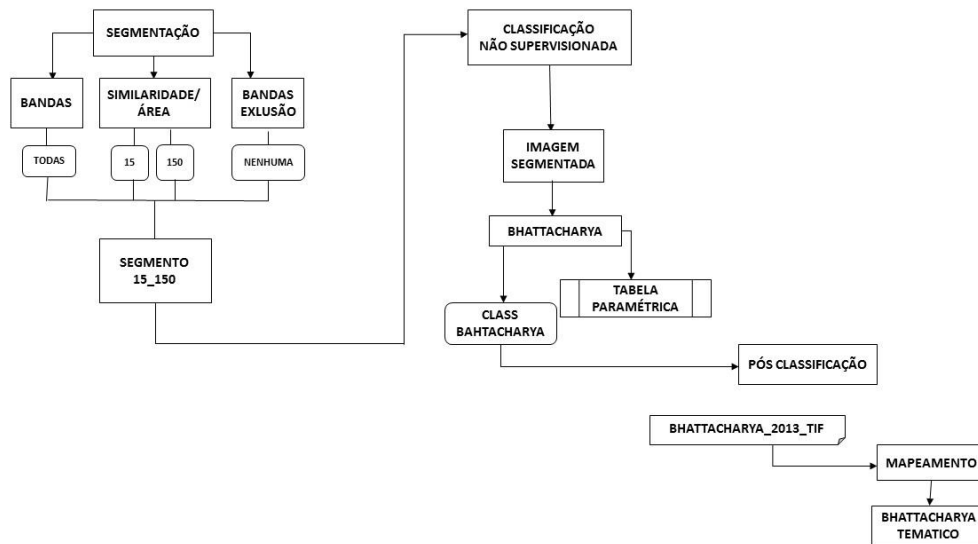 SEGMENTAÇÃO
BANDAS
SIMILARIDADE/
ÁREA
BANDAS
EXLUSÃO
TODAS
15
150
NENHUMA
SEGMENTO
15_150
CLASSIFICAÇÃO
NÃO SUPERVISIONADA
IMAGEM
SEGMENTADA
BHATTACHARYA
TABELA
PARAMÉTRICA
CLASS
BAHTACHARYA
PÓS CLASSIFICAÇÃO
BHATTACHARYA_2013_TIF
MAPEAMENTO
BHATTACHARYA
TEMATICO